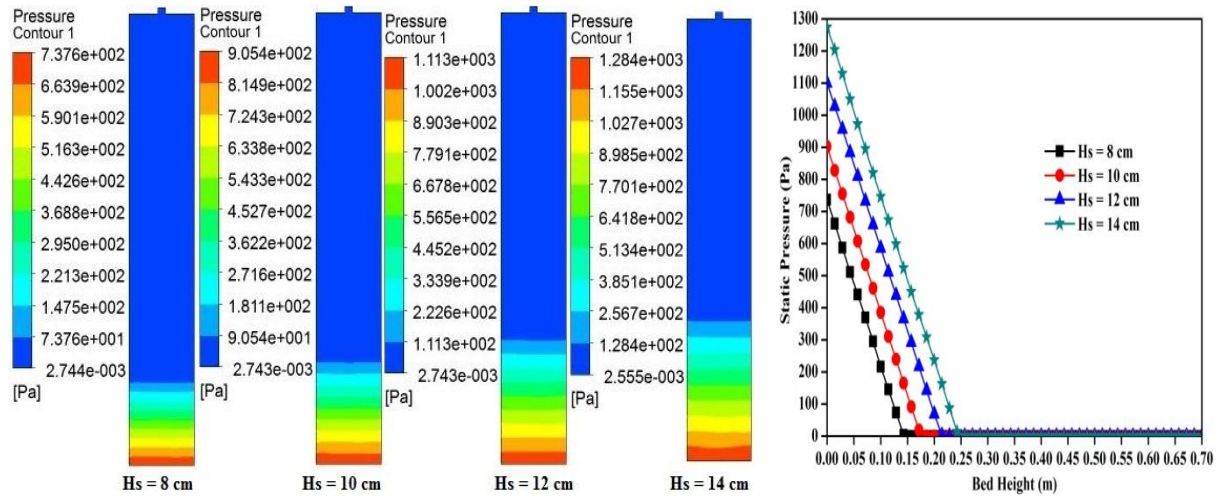 Pressure
Contour 1
7.376e+002
6.639e+002
5.901e+002
5.163e+002
4.426e+002
3.688e+002
2.950e+002
2.213e+002
1.475e+002
7.376e+001
2.744e-003
[Pa]
Hs = 8 cm
Pressure
Contour 1
9.054e+002
8.149e+002
7.243e+002
6.338e+002
5.433e+002
4.527e+002
3.622e+002
2.716e+002
1.811e+002
9.054e+001
2.743e-003
[Pa]
Hs = 10 cm
Pressure
Contour 1
1.113e+003
1.002e+003
8.903e+002
7.791e+002
6.678e+002
5.565e+002
4.452e+002
3.339e+002
2.226e+002
1.113e+002
2.743e-003
[Pa]
Hs = 12 cm
Pressure
Contour 1
1.284e+003
1.155e+003
1.027e+003
8.985e+002
7.701e+002
6.418e+002
5.134e+002
3.851e+002
2.567e+002
1.284e+002
2.555e-003
[Pa]
Hs = 14 cm
Static Pressure (Pa)
1300
1200
1100
1000
900
800
700
600
500
400
300
200
100
0
Hs = 8 cm
Hs = 10 cm
Hs = 12 cm
Hs = 14 cm
0.00 0.05 0.10 0.15 0.20 0.25 0.30 0.35 0.40 0.45 0.50 0.55 0.60 0.65 0.70
Bed Height (m)